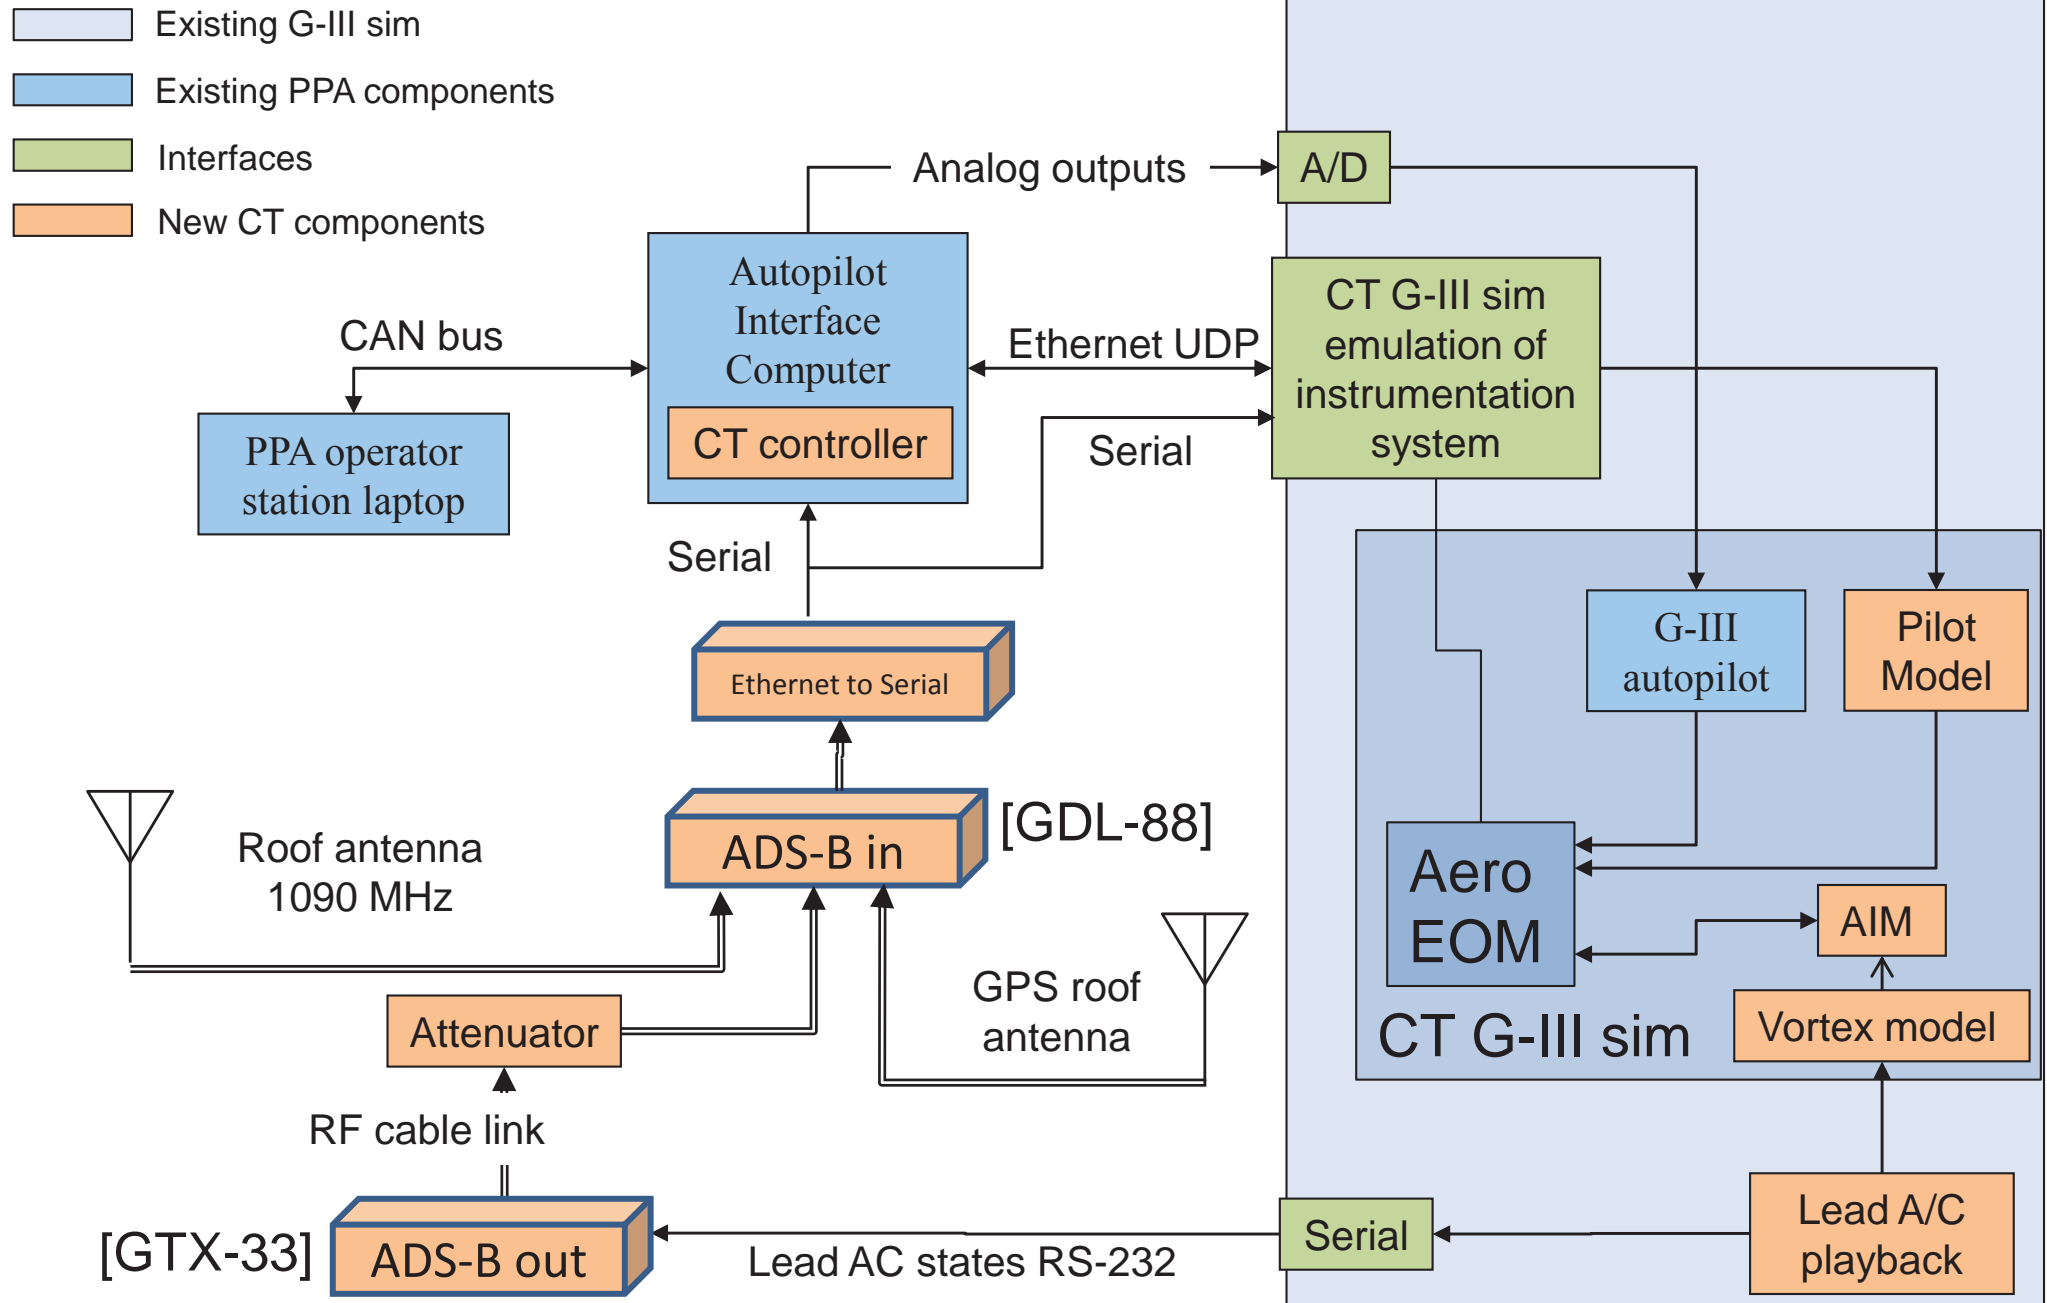 Existing G-III sim
Existing PPA components
Interfaces
New CT components
Analog outputs
A/D
Autopilot
Interface
Computer
CT controller
CAN bus
PPA operator
station laptop
Ethernet UDP
CT G-III sim
emulation of
instrumentation
system
Serial
Serial
Ethernet to Serial
G-III
autopilot
Pilot
Model
ADS-B in
[GDL-88]
Roof antenna
1090 MHz
Aero
EOM
AIM
GPS roof
antenna
Attenuator
Vortex model
CT G-III sim
RF cable link
[GTX-33]
ADS-B out
Lead AC states RS-232
Serial
Lead A/C
playback